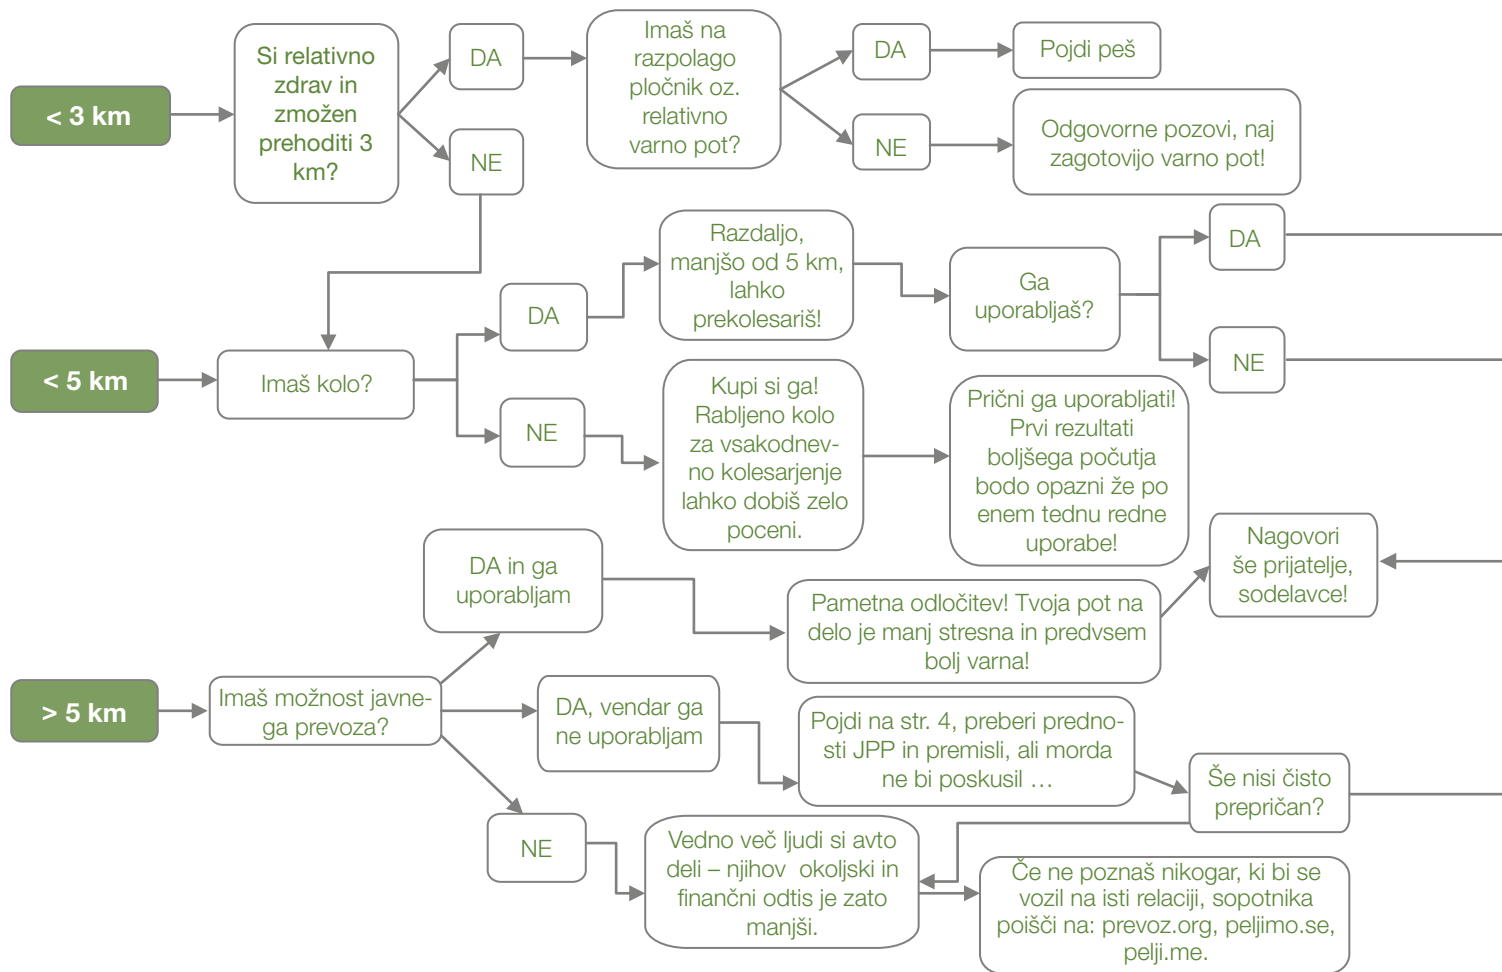 < 3 km
Si relativno
zdrav in
zmožen
prehoditi 3
km?
DA
NE
Imaš na
razpolago
pločnik oz.
relativno
varno pot?
DA
NE
Pojdi peš
Odgovorne pozovi, naj
zagotovijo varno pot!
< 5 km
Imaš kolo?
DA
NE
Razdaljo,
manjšo od 5 km,
lahko
prekolesariš!
Kupi si ga!
Rabljeno kolo
za vsakodnev-
no kolesarjenje
lahko dobiš zelo
poceni.
Ga
uporabljaš?
DA
NE
Prični ga uporabljati!
Prvi rezultati
boljšega počutja
bodo opazni že po
enem tednu redne
uporabe!
> 5 km
Imaš možnost javne-
ga prevoza?
DA in ga
uporabljam
DA, vendar ga
ne uporabljam
NE
Pametna odločitev! Tvoja pot na
delo je manj stresna in predvsem
bolj varna!
Nagovori
še prijatelje,
sodelavce!
Pojdi na str. 4, preberi predno-
sti JPP in premisli, ali morda
ne bi poskusil …
Še nisi čisto
prepričan?
Vedno več ljudi si avto
deli – njihov okoljski in
finančni odtis je zato
manjši.
Če ne poznaš nikogar, ki bi se
vozil na isti relaciji, sopotnika
poišči na: prevoz.org, peljimo.se,
pelji.me.